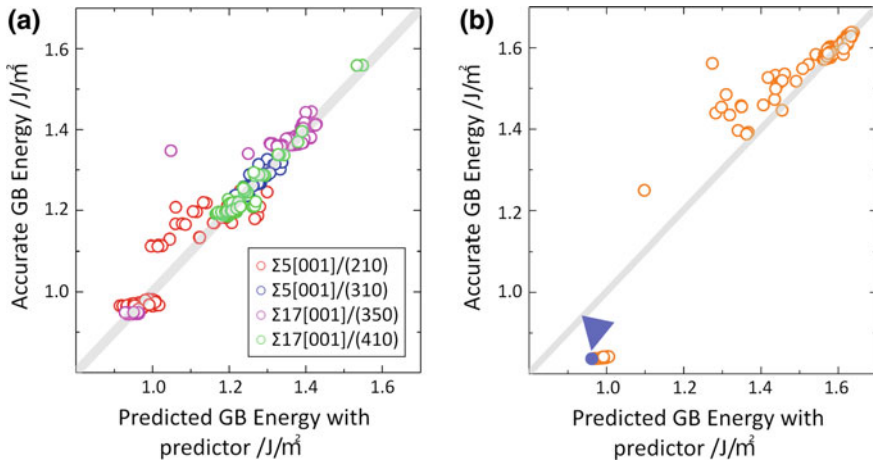 (a)
Accurate GB Energy /J/m²
1.6
1.4
1.2
1.0
Σ5[001]/(210)
Σ5[001]/(310)
Σ17[001]/(350)
Σ17[001]/(410)
1.0
1.2
1.4
1.6
Predicted GB Energy with
predictor /J/m²
(b)
Accurate GB Energy /J/m²
1.6
1.4
1.2
1.0
1.0
1.2
1.4
1.6
Predicted GB Energy with
predictor /J/m²